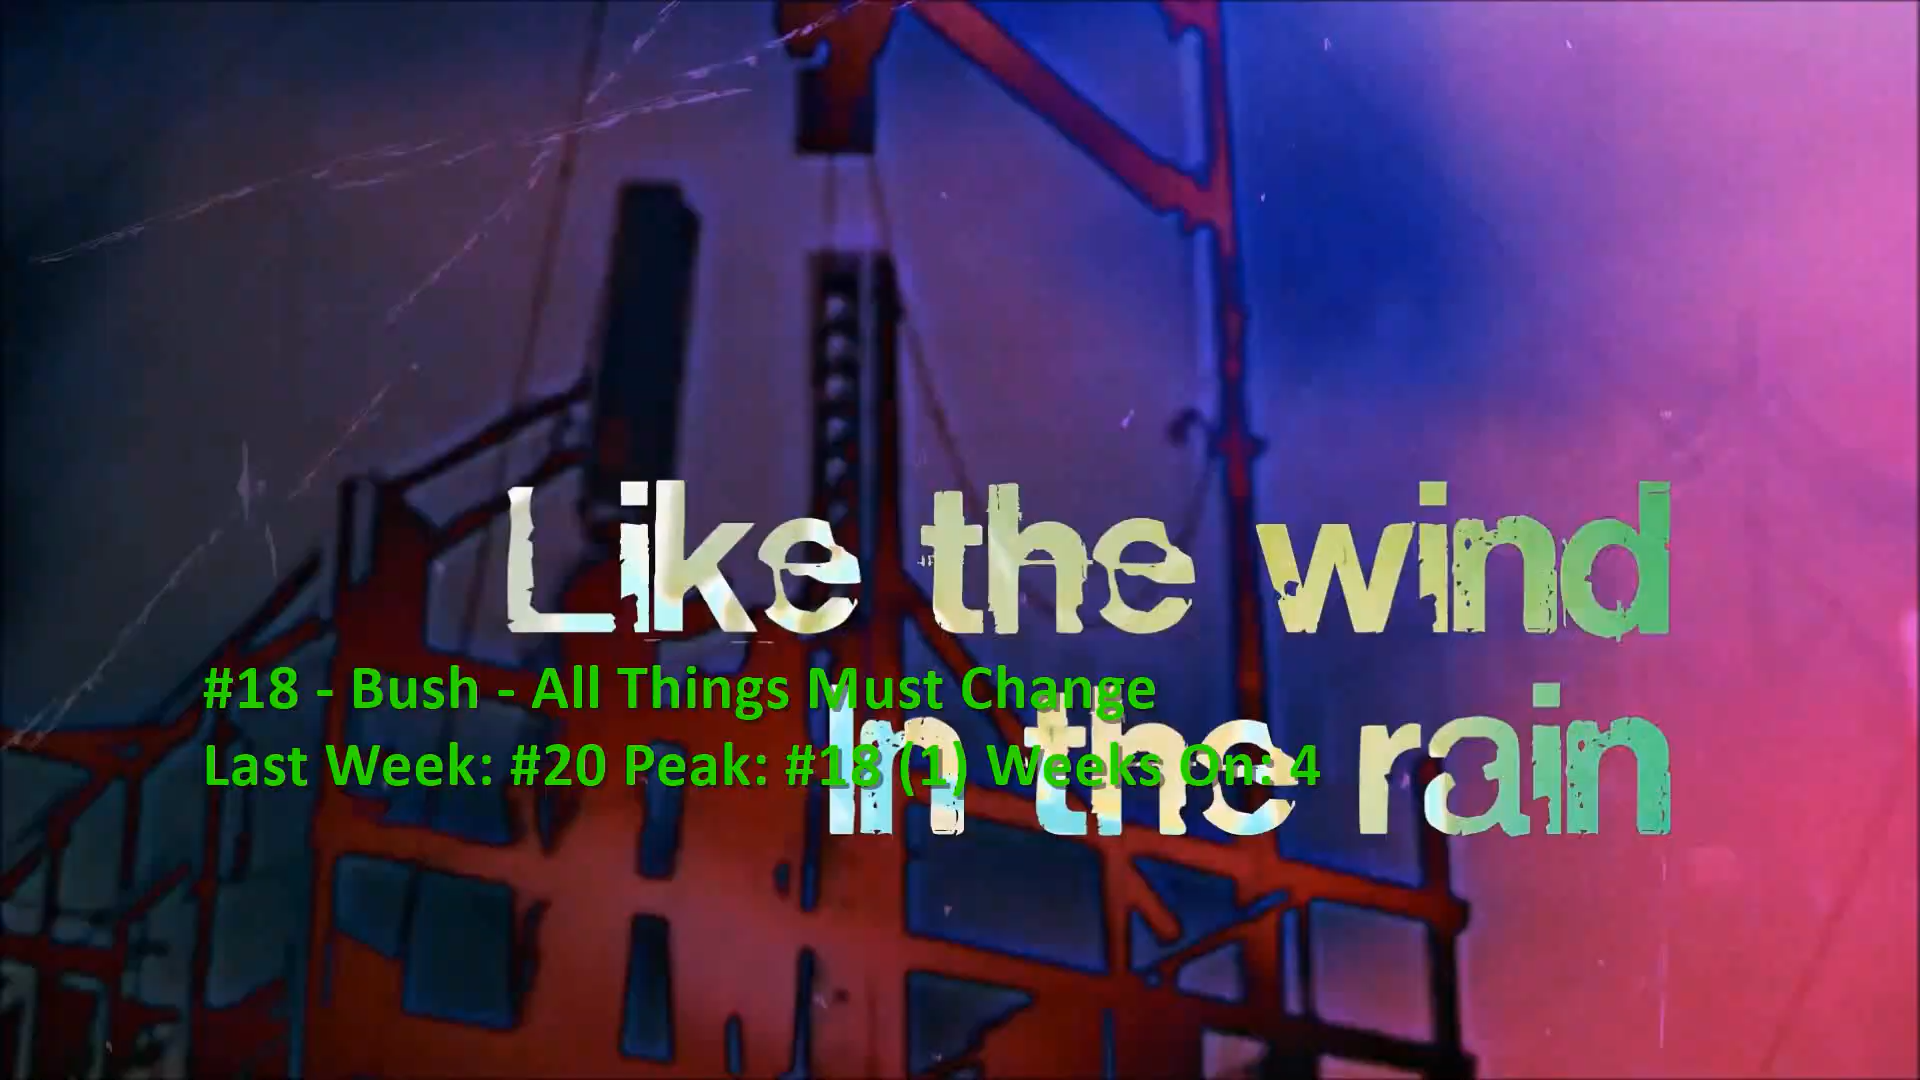 Like the wind
#18 - Bush - All Things Must Change
In the rain
Last Week: #20 Peak: #18 (1) Weeks On: 4